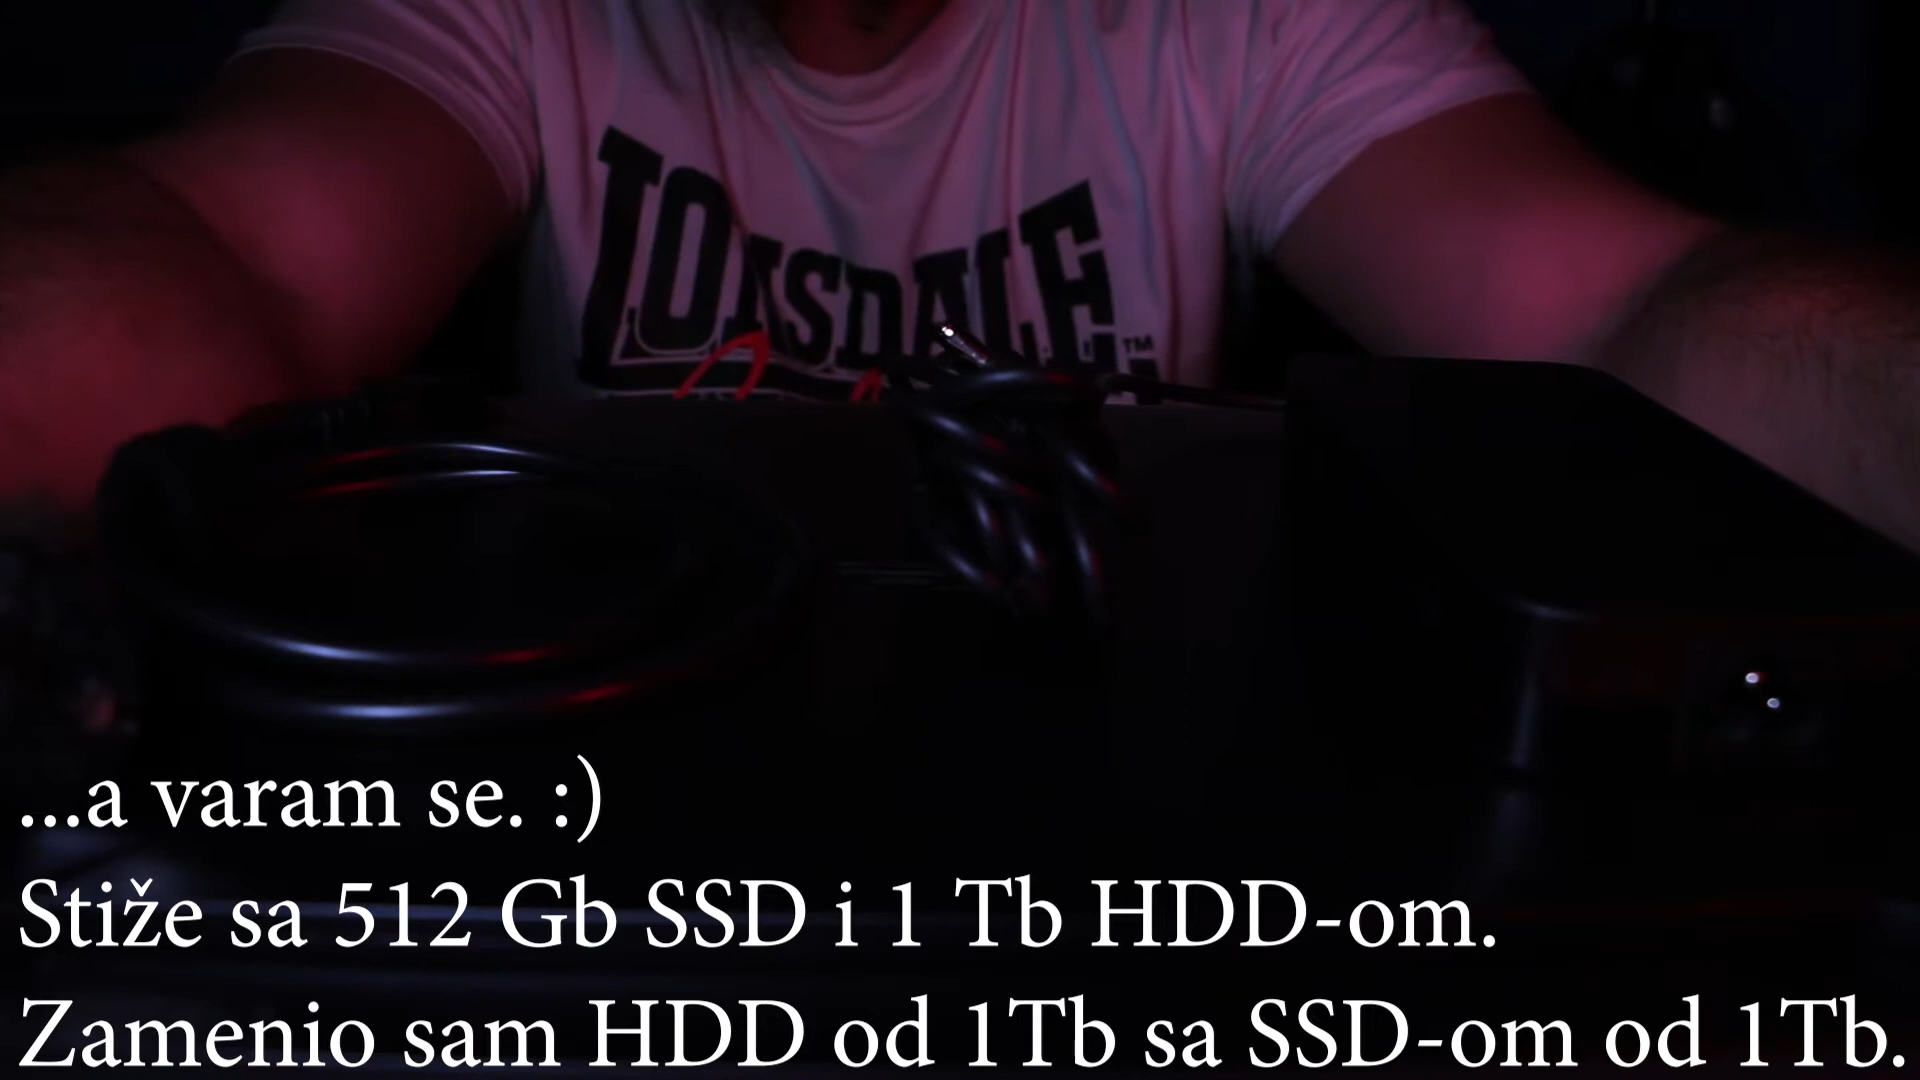 LONSDALE
TM
...a varam se. :)
Stiže sa 512 Gb SSD i 1 Tb HDD-om.
Zamenio sam HDD od 1Tb sa SSD-om od 1Tb.